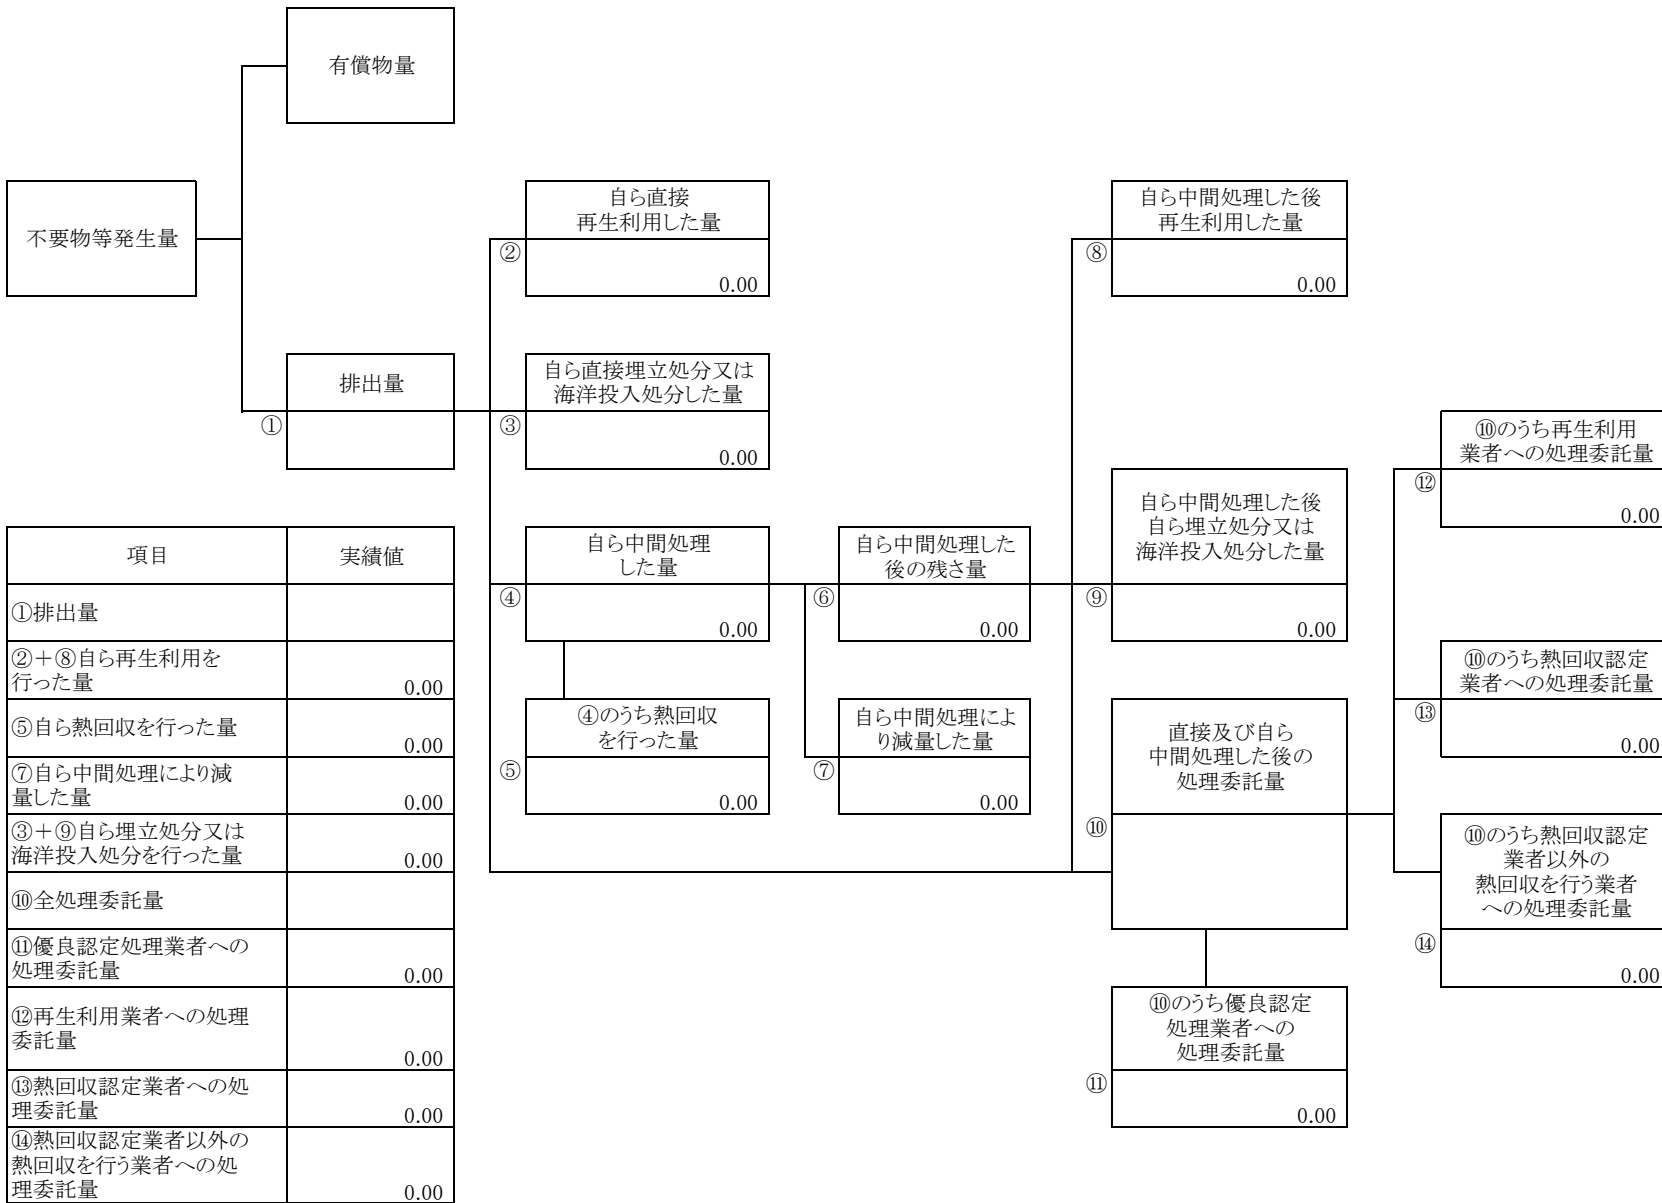 有償物量
不要物等発生量
排出量
①
自ら直接
再生利用した量
②
0.00
自ら直接埋立処分又は
海洋投入処分した量
③
0.00
自ら中間処理
した量
④
0.00
④のうち熱回収
を行った量
⑤
0.00
自ら中間処理した
後の残さ量
⑥
0.00
自ら中間処理によ
り減量した量
⑦
0.00
自ら中間処理した後
再生利用した量
⑧
0.00
自ら中間処理した後
自ら埋立処分又は
海洋投入処分した量
⑨
0.00
直接及び自ら
中間処理した後の
処理委託量
⑩
⑩のうち優良認定
処理業者への
処理委託量
⑪
0.00
⑩のうち再生利用
業者への処理委託量
⑫
0.00
⑩のうち熱回収認定
業者への処理委託量
⑬
0.00
⑩のうち熱回収認定
業者以外の
熱回収を行う業者
への処理委託量
⑭
0.00
項目 実績値
①排出量
②+⑧自ら再生利用を
行った量 0.00
⑤自ら熱回収を行った量 0.00
⑦自ら中間処理により減
量した量 0.00
③+⑨自ら埋立処分又は
海洋投入処分を行った量 0.00
⑩全処理委託量
⑪優良認定処理業者への
処理委託量 0.00
⑫再生利用業者への処理
委託量 0.00
⑬熱回収認定業者への処
理委託量 0.00
⑭熱回収認定業者以外の
熱回収を行う業者への処
理委託量 0.00